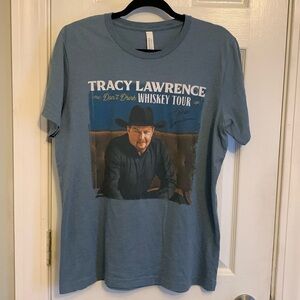 TRACY LAWRENCE
Don't Drink WHISKEY TOUR